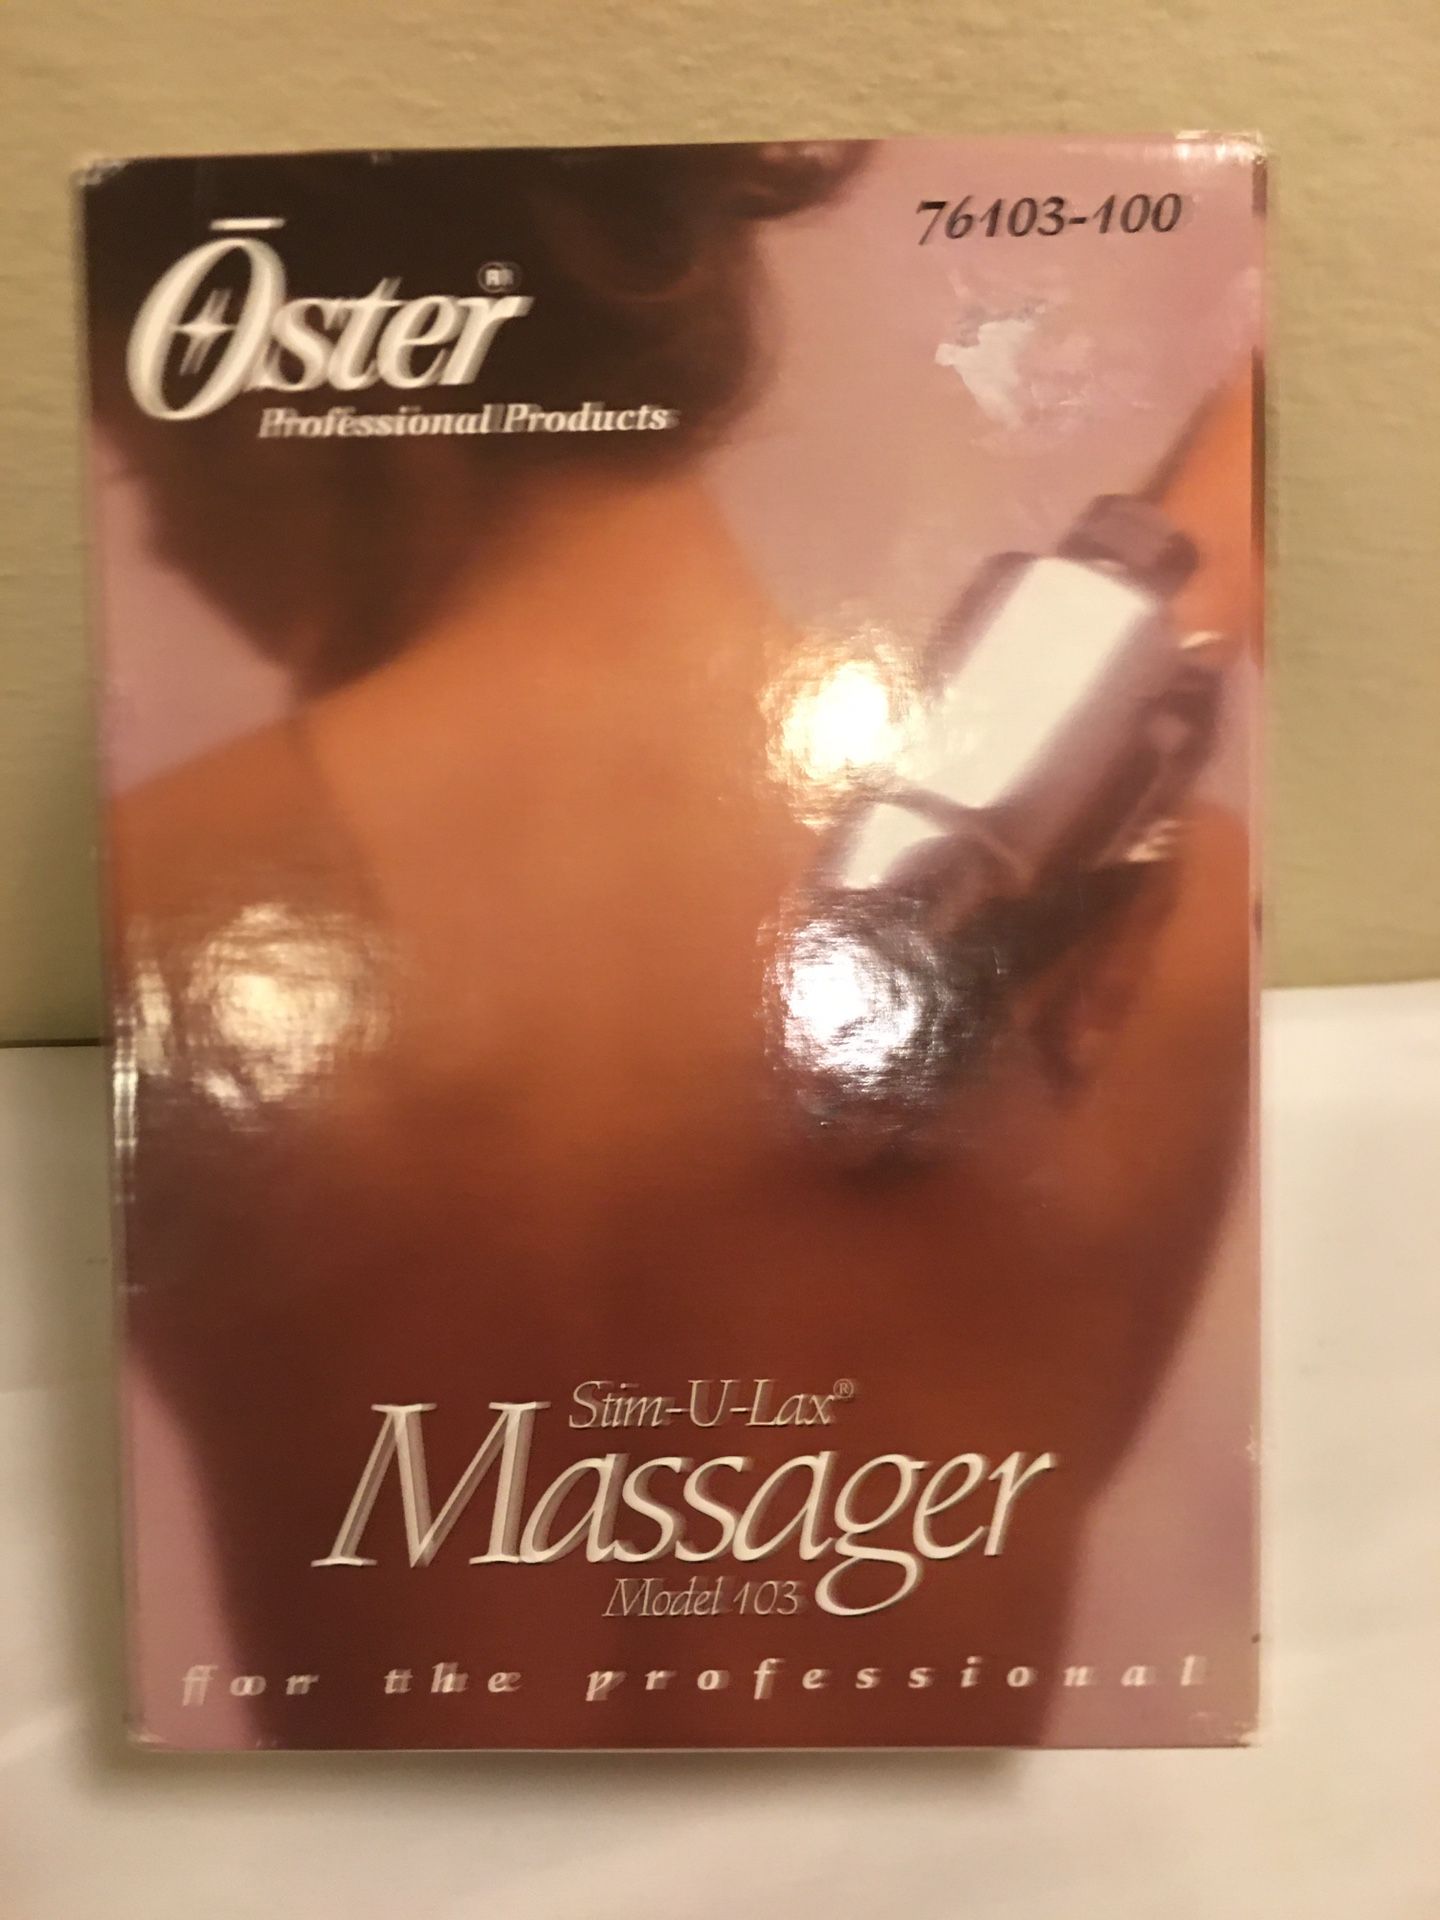 76103-100
Oster®
Professional Products
Stim-U-Lax®
Massager
Model 103
for the professional